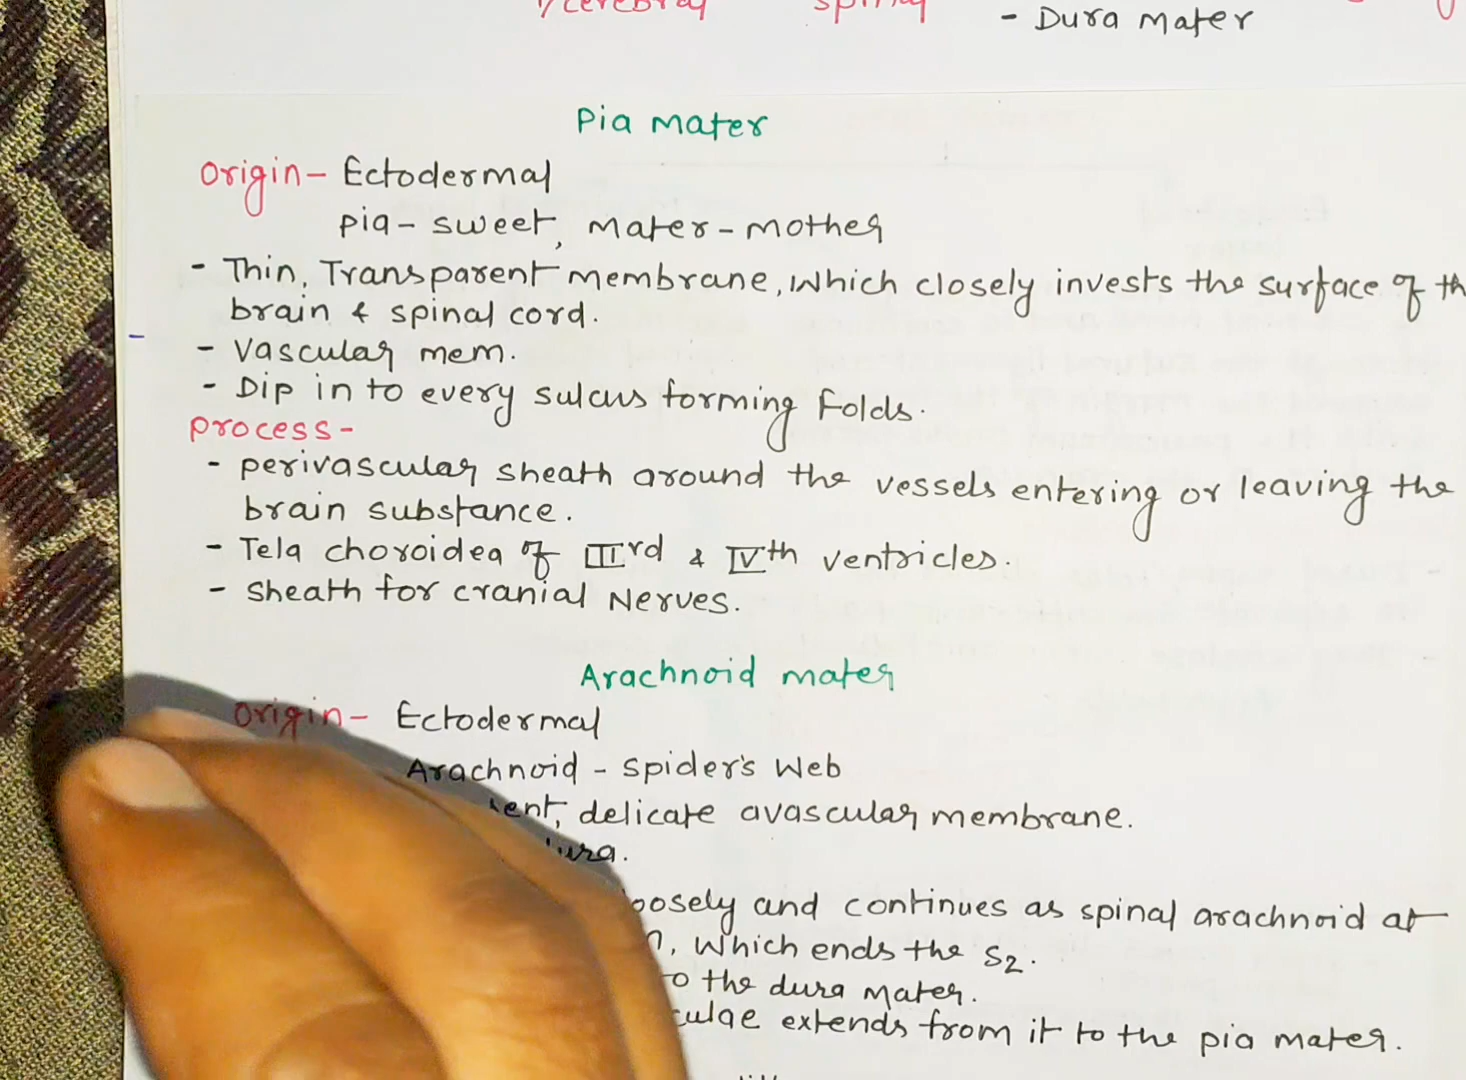 - Dura mater
Pia mater
Origin- Ectodermal
pia- sweet, mater-mother
- Thin, Transparent membrane, which closely invests the surface of th
brain & spinal cord.
- Vascular mem.
- Dip in to every sulcus forming folds.
process-
- perivascular sheath around the vessels entering or leaving the
brain substance.
- Tela choroidea of IIIrd & IVth ventricles.
- sheath for cranial Nerves.
Arachnoid mater
Origin- Ectodermal
Arachnoid - spider's Web
delicate avascular membrane.
and continues as spinal arachnoid at
which ends the S2.
the dura mater.
extends from it to the pia mater.